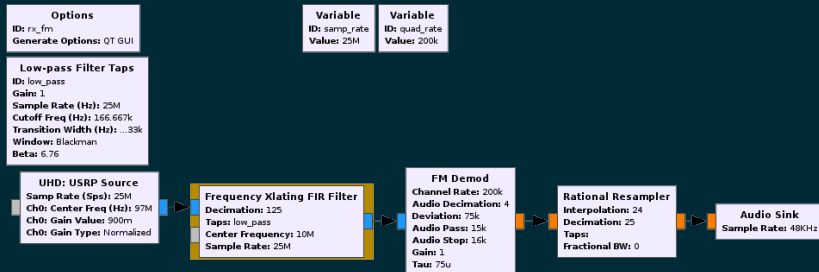 Options
ID: rx_fm
Generate Options: QT GUI
Variable
ID: samp_rate
Value: 25M
Variable
ID: quad_rate
Value: 200k
Low-pass Filter Taps
ID: low_pass
Gain: 1
Sample Rate (Hz): 25M
Cutoff Freq (Hz): 166.667k
Transition Width (Hz): ...33k
Window: Blackman
Beta: 6.76
UHD: USRP Source
Samp Rate (Sps): 25M
Ch0: Center Freq (Hz): 97M
Ch0: Gain Value: 900m
Ch0: Gain Type: Normalized
Frequency Xlating FIR Filter
Decimation: 125
Taps: low_pass
Center Frequency: 10M
Sample Rate: 25M
FM Demod
Channel Rate: 200k
Audio Decimation: 4
Deviation: 75k
Audio Pass: 15k
Audio Stop: 16k
Gain: 1
Tau: 75u
Rational Resampler
Interpolation: 24
Decimation: 25
Taps:
Fractional BW: 0
Audio Sink
Sample Rate: 48KHz